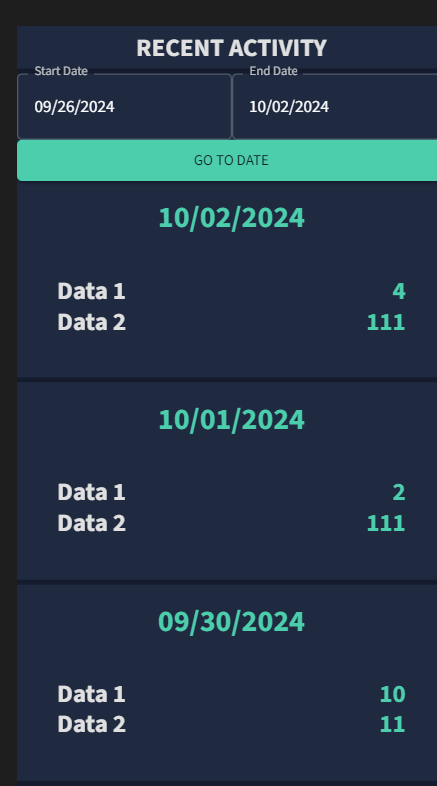 RECENT ACTIVITY
Start Date End Date
09/26/2024 10/02/2024
GO TO DATE
10/02/2024
Data 1 4
Data 2 111
10/01/2024
Data 1 2
Data 2 111
09/30/2024
Data 1 10
Data 2 11